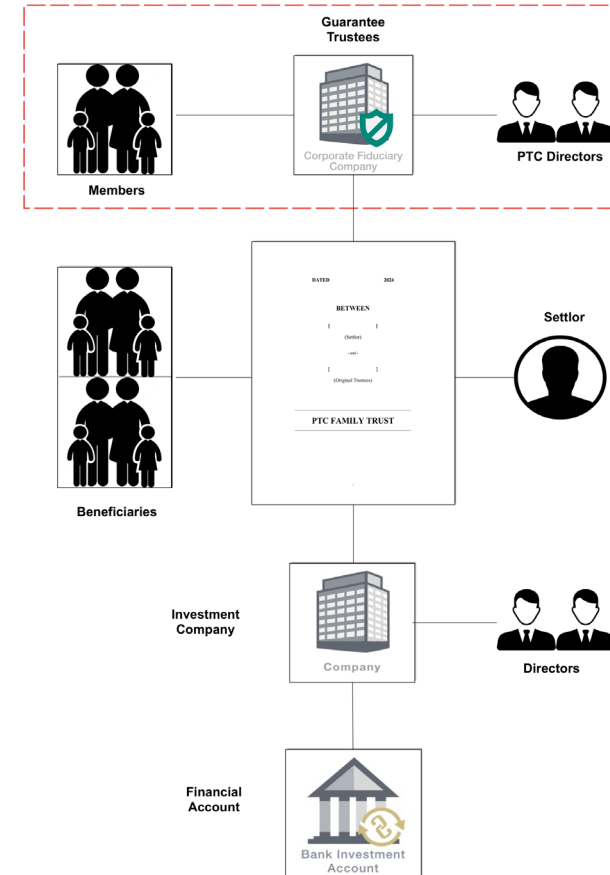 Guarantee
Trustees
Corporate Fiduciary
Company
Members
PTC Directors
DATED 2024
BETWEEN
[ ]
(Settlor)
- and -
[ ]
(Original Trustees)
PTC FAMILY TRUST
Settlor
Beneficiaries
Investment
Company
Company
Directors
Financial
Account
Bank Investment
Account